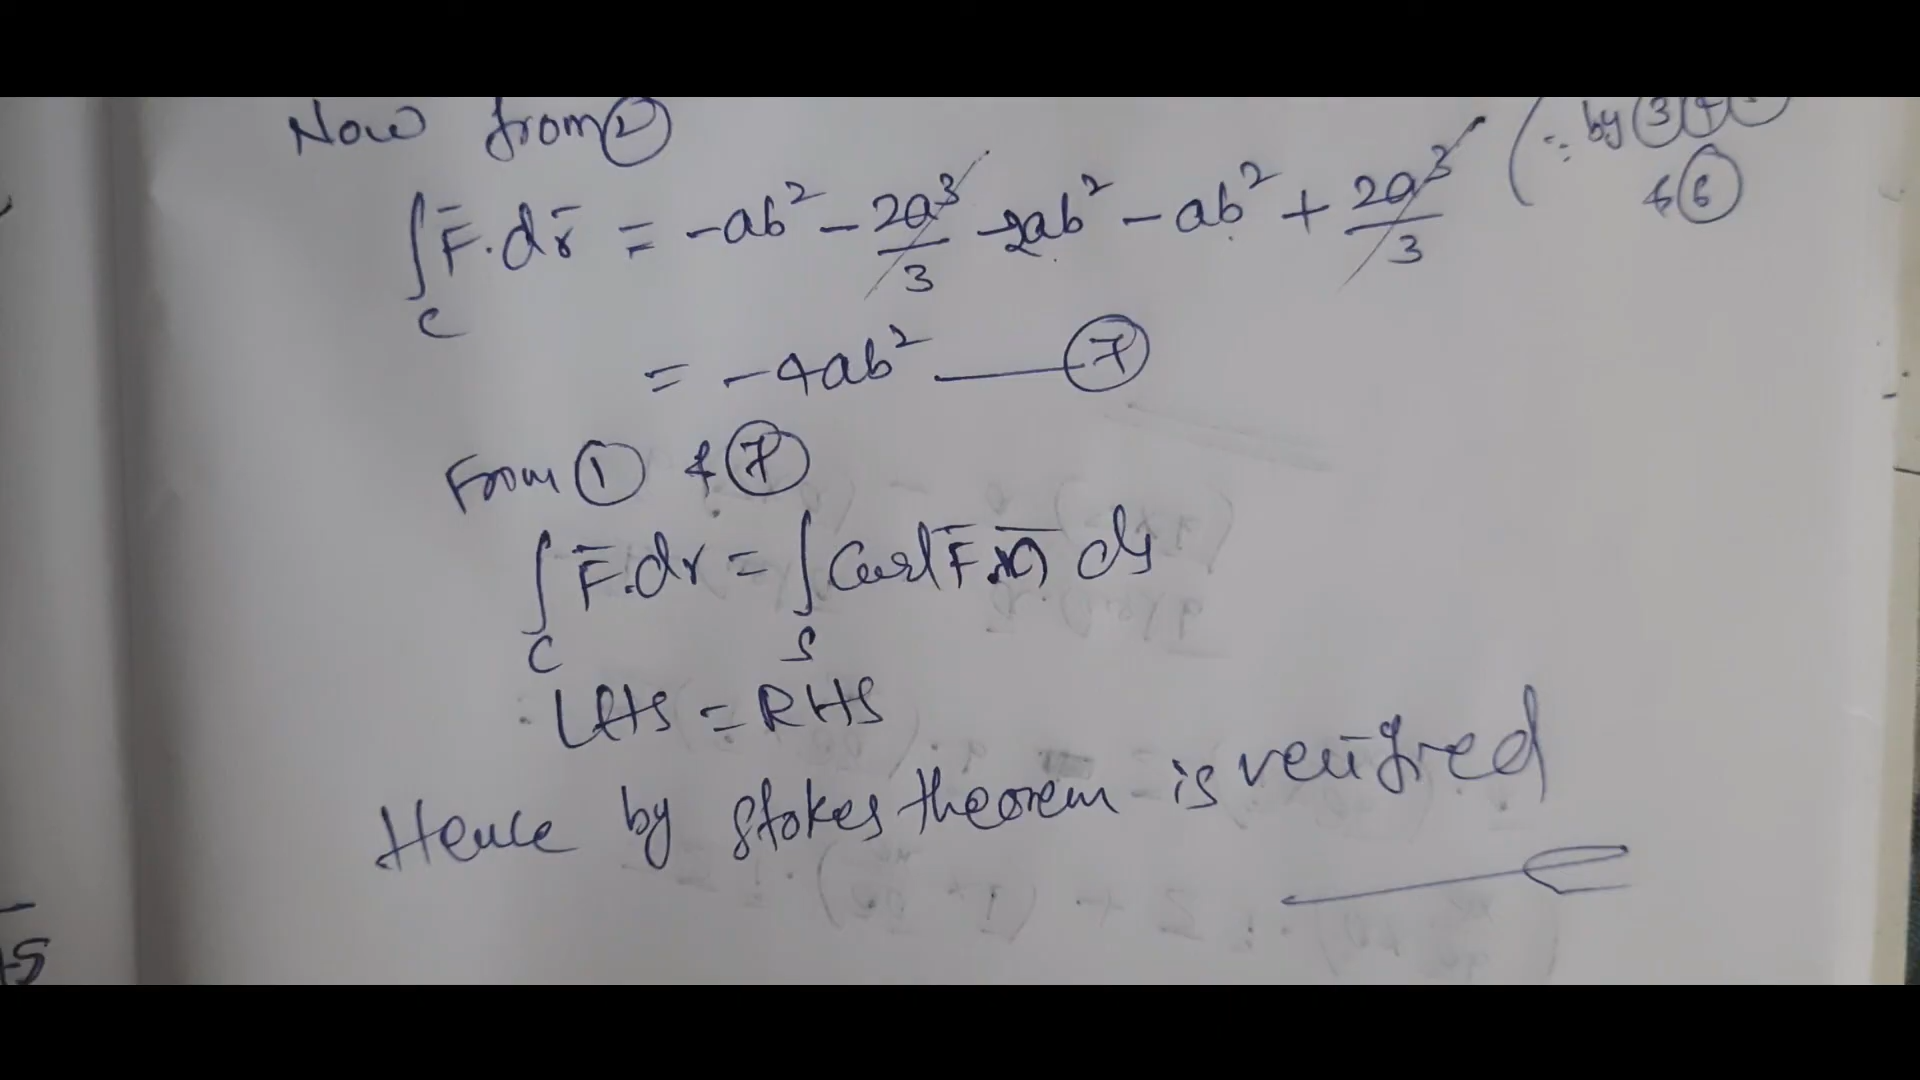 Now from ②
∫_C F̄.dr̄ = -ab² - 2a³/3 - 2ab² - ab² + 2a³/3 (∵ by ③ ④
& ⑥
= -4ab² —— ⑦
From ① & ⑦
∫_C F̄.dr = ∫_S Curl F̄.n̄ ds
LHS = RHS
Hence by stokes theorem is verified